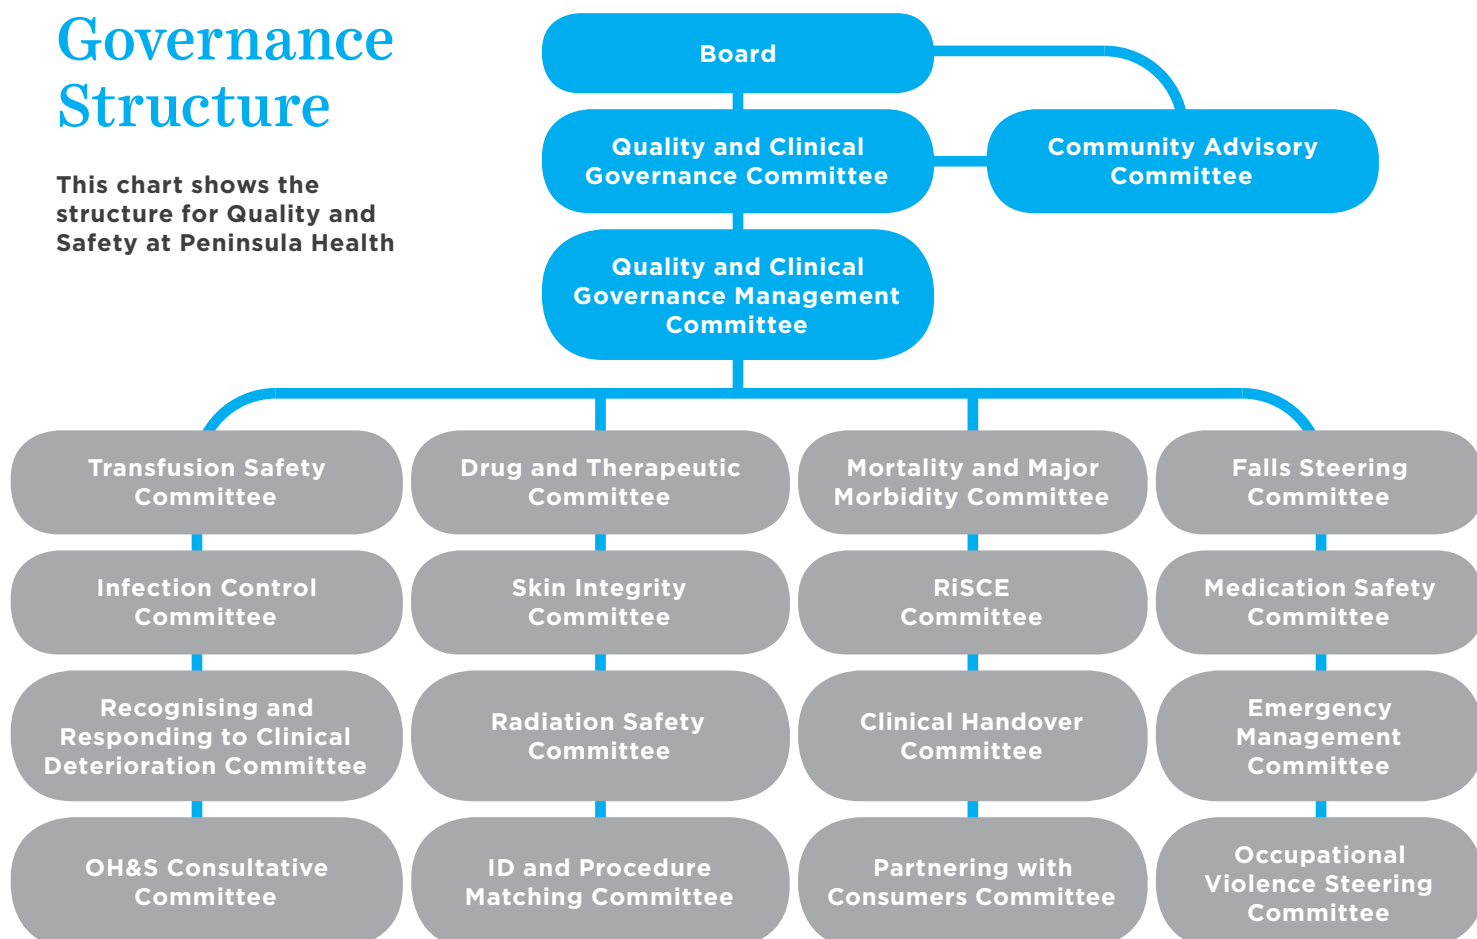 Governance
Structure
This chart shows the
structure for Quality and
Safety at Peninsula Health
Board
Quality and Clinical
Governance Committee
Community Advisory
Committee
Quality and Clinical
Governance Management
Committee
Transfusion Safety
Committee
Drug and Therapeutic
Committee
Mortality and Major
Morbidity Committee
Falls Steering
Committee
Infection Control
Committee
Skin Integrity
Committee
RiSCE
Committee
Medication Safety
Committee
Recognising and
Responding to Clinical
Deterioration Committee
Radiation Safety
Committee
Clinical Handover
Committee
Emergency
Management
Committee
OH&S Consultative
Committee
ID and Procedure
Matching Committee
Partnering with
Consumers Committee
Occupational
Violence Steering
Committee